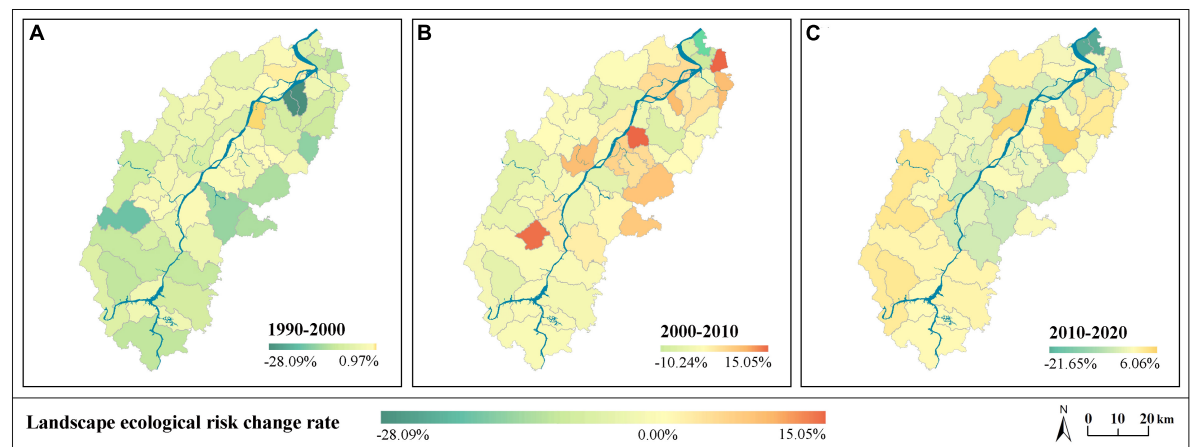 A
1990-2000
-28.09% 0.97%
B
2000-2010
-10.24% 15.05%
C
2010-2020
-21.65% 6.06%
Landscape ecological risk change rate
-28.09% 0.00% 15.05%
N
0 10 20 km